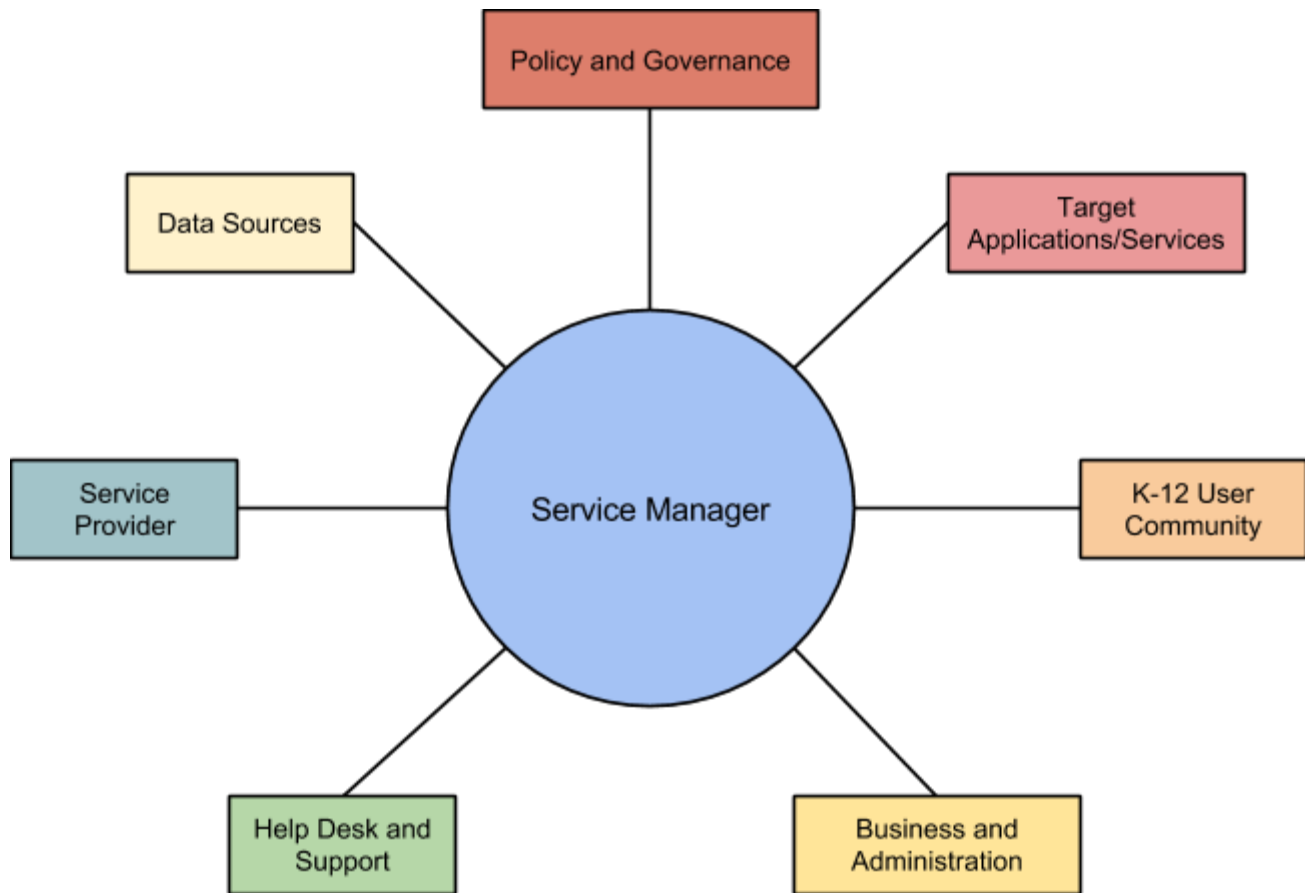 Policy and Governance
Data Sources
Target
Applications/Services
Service
Provider
Service Manager
K-12 User
Community
Help Desk and
Support
Business and
Administration